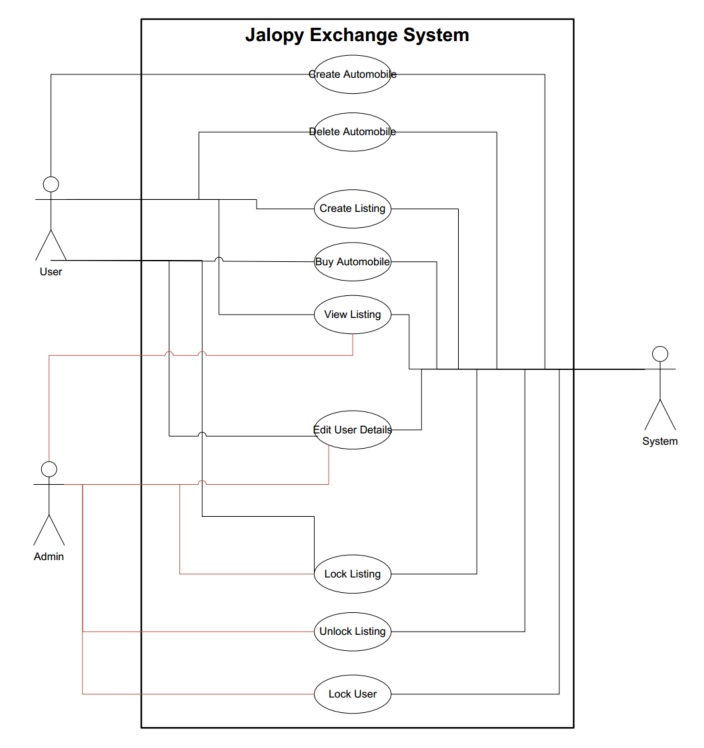 Jalopy Exchange System
Create Automobile
Delete Automobile
Create Listing
User
Buy Automobile
View Listing
Edit User Details
System
Admin
Lock Listing
Unlock Listing
Lock User